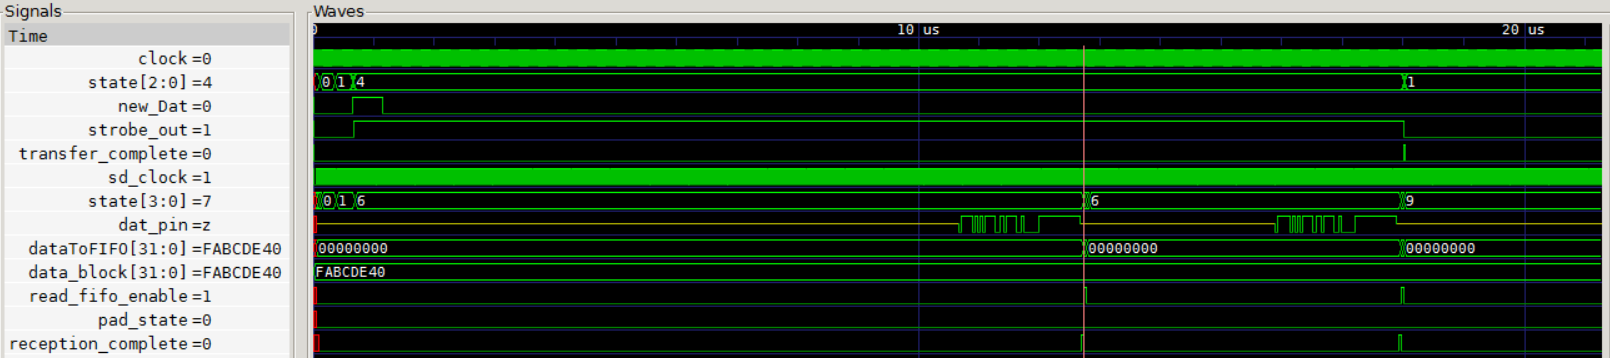 Signals
Waves
Time
0 10 us 20 us
clock=0
state[2:0]=4 0 1 4 1
new_Dat=0
strobe_out=1
transfer_complete=0
sd_clock=1
state[3:0]=7 0 1 6 6 9
dat_pin=z
dataToFIFO[31:0]=FABCDE40 00000000 00000000 00000000
data_block[31:0]=FABCDE40 FABCDE40
read_fifo_enable=1
pad_state=0
reception_complete=0